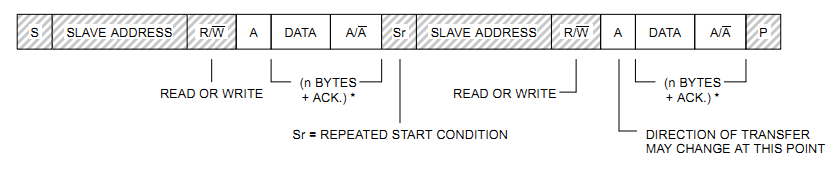 S SLAVE ADDRESS R/W̅ A DATA A/A̅ Sr SLAVE ADDRESS R/W̅ A DATA A/A̅ P
READ OR WRITE
(n BYTES
+ ACK.) *
READ OR WRITE
(n BYTES
+ ACK.) *
Sr = REPEATED START CONDITION
DIRECTION OF TRANSFER
MAY CHANGE AT THIS POINT